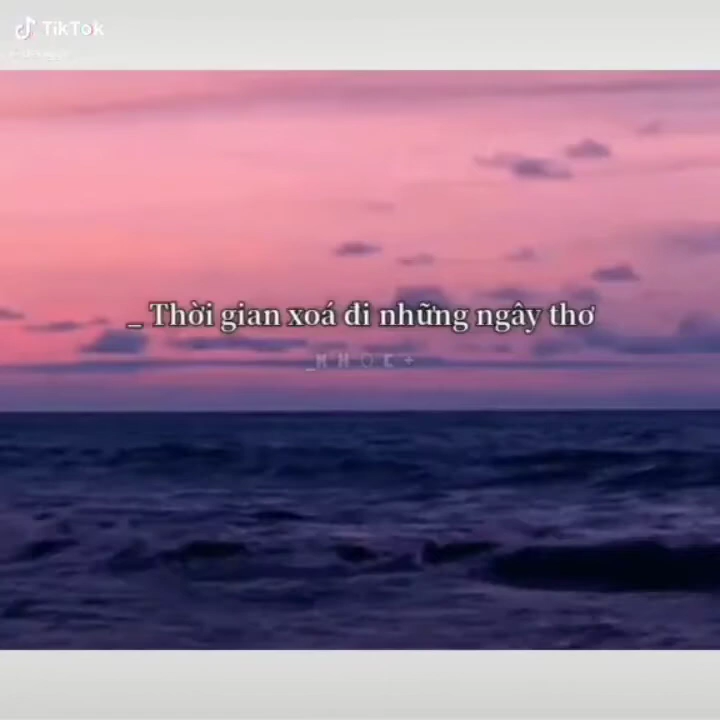 TikTok
_ Thời gian xoá đi những ngây thơ